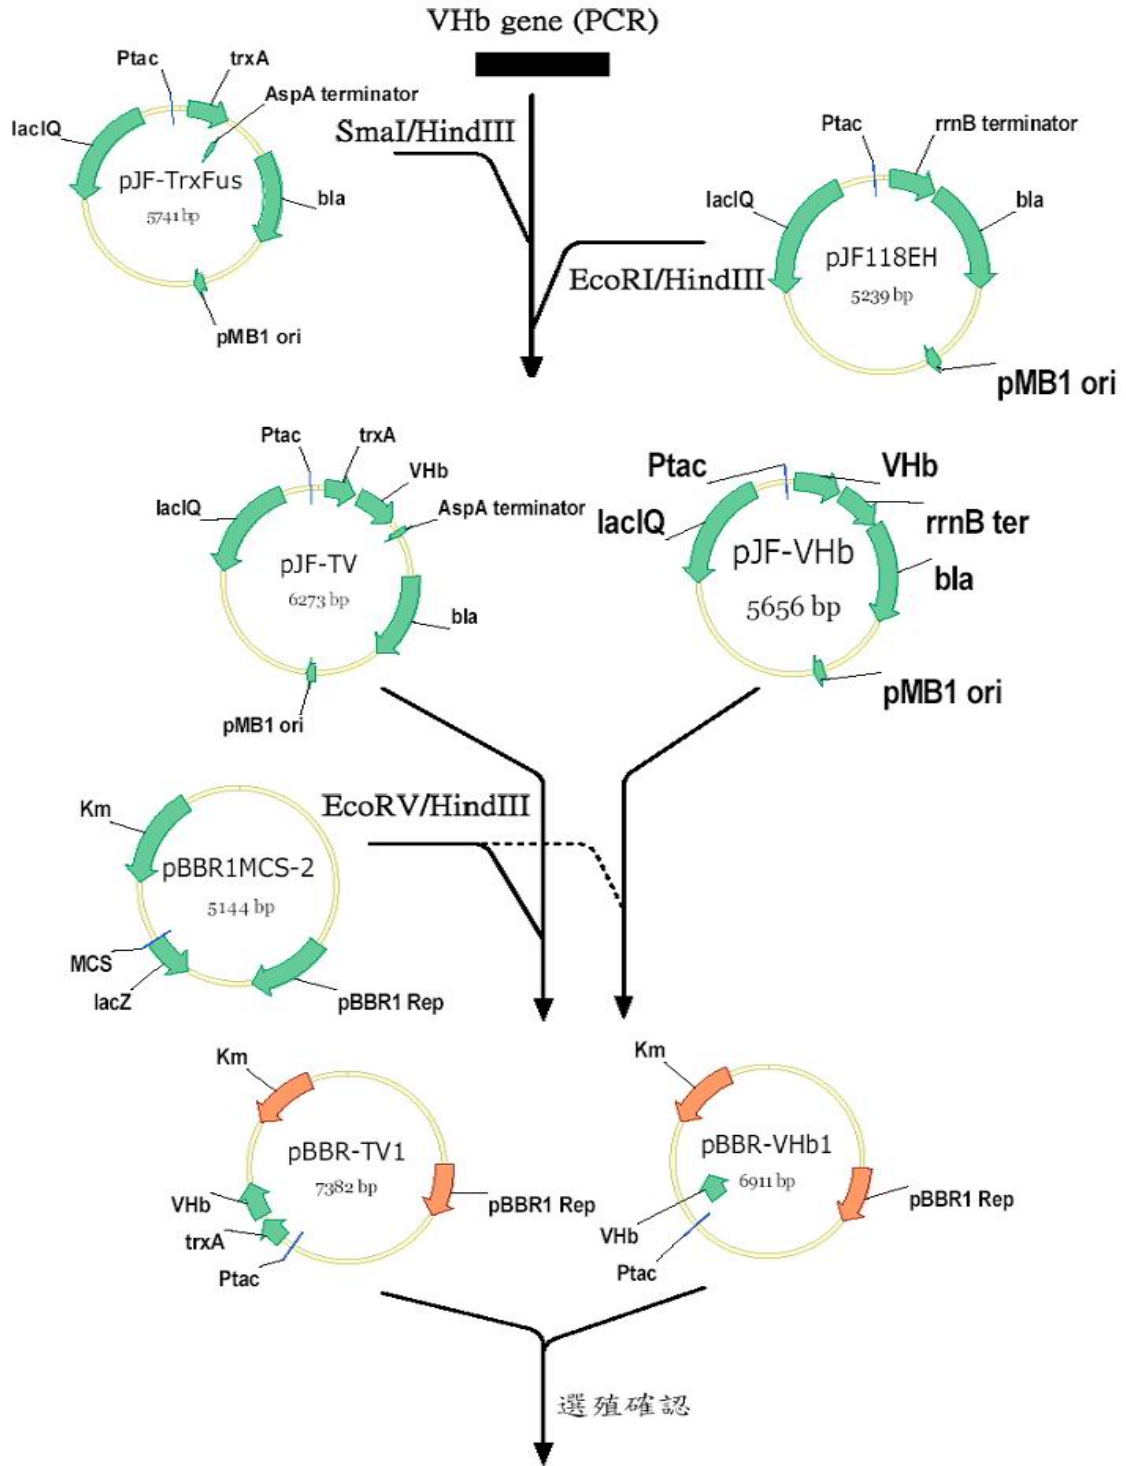 VHb gene (PCR)
Ptac
trxA
AspA terminator
lacIQ
pJF-TrxFus
5741 bp
bla
pMB1 ori
SmaI/HindIII
EcoRI/HindIII
Ptac
rrnB terminator
lacIQ
bla
pJF118EH
5239 bp
pMB1 ori
Ptac
trxA
VHb
lacIQ
AspA terminator
pJF-TV
6273 bp
bla
pMB1 ori
Ptac
VHb
lacIQ
rrnB ter
pJF-VHb
5656 bp
bla
pMB1 ori
Km
pBBR1MCS-2
5144 bp
MCS
lacZ
pBBR1 Rep
EcoRV/HindIII
Km
pBBR-TV1
7382 bp
VHb
trxA
Ptac
pBBR1 Rep
Km
pBBR-VHb1
6911 bp
VHb
Ptac
pBBR1 Rep
選殖確認